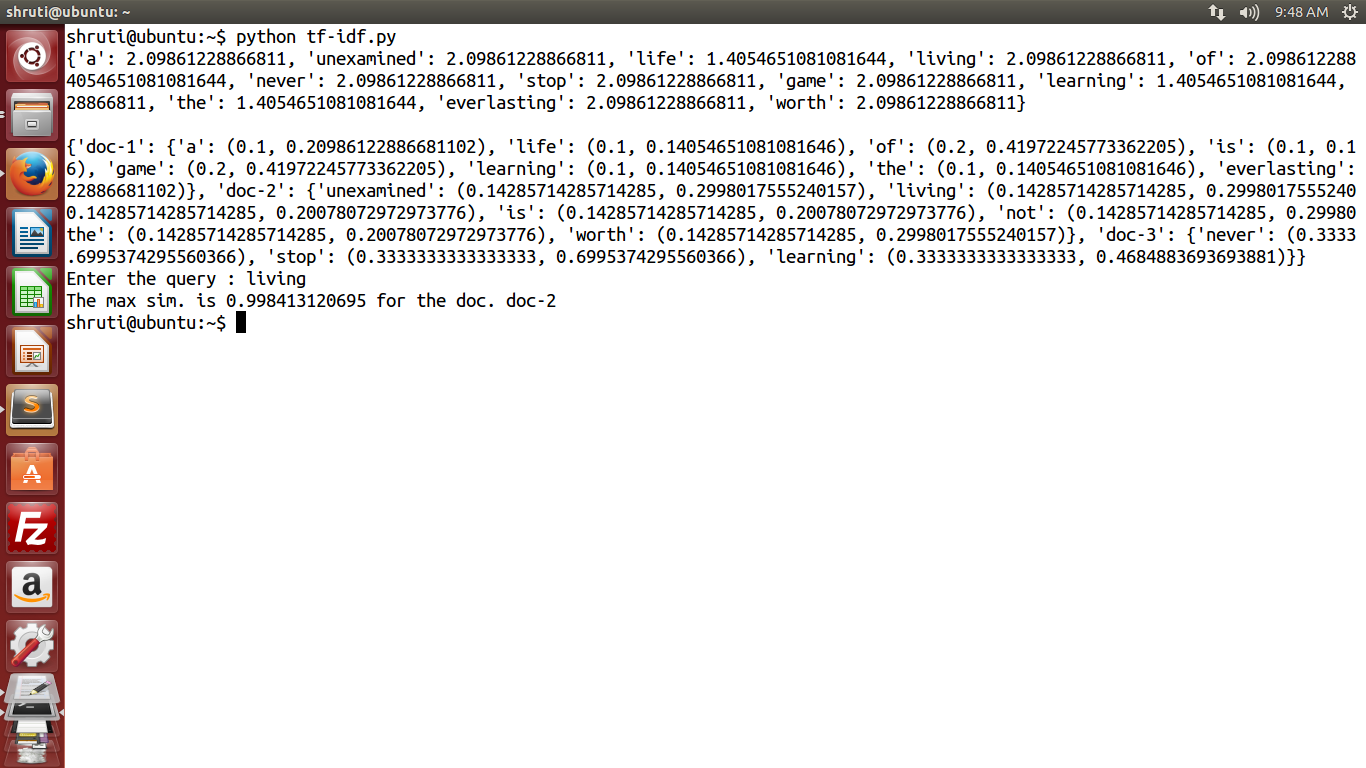 shruti@ubuntu: ~
9:48 AM
shruti@ubuntu:~$ python tf-idf.py
{'a': 2.09861228866811, 'unexamined': 2.09861228866811, 'life': 1.4054651081081644, 'living': 2.09861228866811, 'of': 2.098612288
4054651081081644, 'never': 2.09861228866811, 'stop': 2.09861228866811, 'game': 2.09861228866811, 'learning': 1.4054651081081644,
28866811, 'the': 1.4054651081081644, 'everlasting': 2.09861228866811, 'worth': 2.09861228866811}
{'doc-1': {'a': (0.1, 0.20986122886681102), 'life': (0.1, 0.14054651081081646), 'of': (0.2, 0.41972245773362205), 'is': (0.1, 0.1
6), 'game': (0.2, 0.41972245773362205), 'learning': (0.1, 0.14054651081081646), 'the': (0.1, 0.14054651081081646), 'everlasting':
22886681102)}, 'doc-2': {'unexamined': (0.14285714285714285, 0.2998017555240157), 'living': (0.14285714285714285, 0.2998017555240
0.14285714285714285, 0.20078072972973776), 'is': (0.14285714285714285, 0.20078072972973776), 'not': (0.14285714285714285, 0.29980
the': (0.14285714285714285, 0.20078072972973776), 'worth': (0.14285714285714285, 0.2998017555240157)}, 'doc-3': {'never': (0.3333
.6995374295560366), 'stop': (0.3333333333333333, 0.6995374295560366), 'learning': (0.3333333333333333, 0.4684883693693881)}}
Enter the query : living
The max sim. is 0.998413120695 for the doc. doc-2
shruti@ubuntu:~$